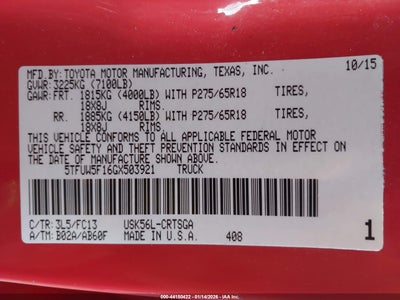 MFD.BY:TOYOTA MOTOR MANUFACTURING, TEXAS, INC. 10/15
GVWR:3225KG (7100LB)
GAWR:FRT. 1815KG (4000LB) WITH P275/65R18 TIRES,
18X8J RIMS.
RR. 1885KG (4150LB) WITH P275/65R18 TIRES,
18X8J RIMS.
THIS VEHICLE CONFORMS TO ALL APPLICABLE FEDERAL MOTOR
VEHICLE SAFETY AND THEFT PREVENTION STANDARDS IN EFFECT
ON THE DATE OF MANUFACTURE SHOWN ABOVE.
5TFUW5F16GX503921 TRUCK
C/TR: 3L5/FC13 USK56L-CRTSGA
A/TM: B02A/AB60F MADE IN U.S.A. 408 1
000-44150422 - 01/14/2026 - IAAI.COM